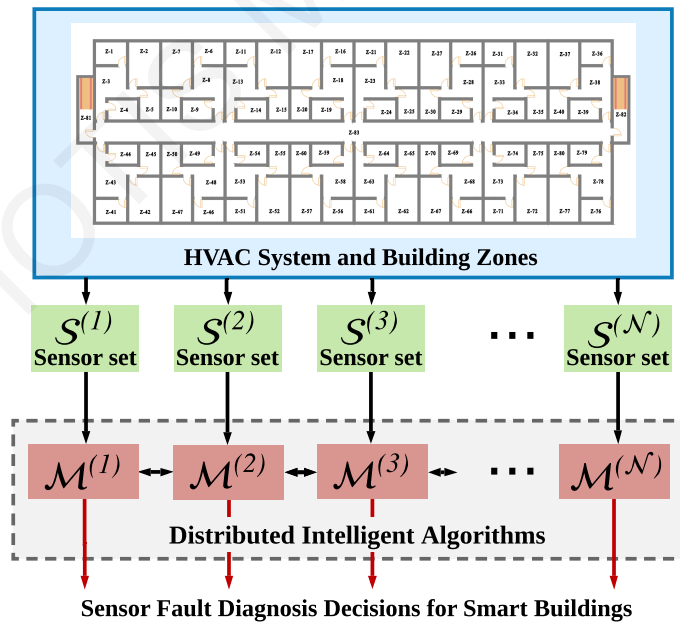 Z-1 Z-2 Z-7 Z-6 Z-11 Z-12 Z-17 Z-16 Z-21 Z-22 Z-27 Z-26 Z-31 Z-32 Z-37 Z-36
Z-3 Z-8 Z-13 Z-18 Z-23 Z-28 Z-33 Z-38
Z-4 Z-5 Z-10 Z-9 Z-14 Z-15 Z-20 Z-19 Z-24 Z-25 Z-30 Z-29 Z-34 Z-35 Z-40 Z-39
Z-81 Z-82
Z-83
Z-44 Z-45 Z-50 Z-49 Z-54 Z-55 Z-60 Z-59 Z-64 Z-65 Z-70 Z-69 Z-74 Z-75 Z-80 Z-79
Z-43 Z-48 Z-53 Z-58 Z-63 Z-68 Z-73 Z-78
Z-41 Z-42 Z-47 Z-46 Z-51 Z-52 Z-57 Z-56 Z-61 Z-62 Z-67 Z-66 Z-71 Z-72 Z-77 Z-76
HVAC System and Building Zones
S(1) S(2) S(3) ... S(N)
Sensor set Sensor set Sensor set Sensor set
M(1) M(2) M(3) ... M(N)
Distributed Intelligent Algorithms
Sensor Fault Diagnosis Decisions for Smart Buildings